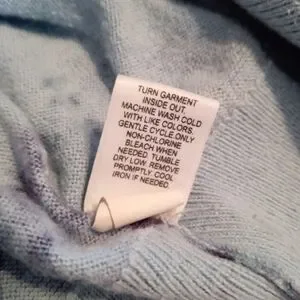 TURN GARMENT
INSIDE OUT.
MACHINE WASH COLD
WITH LIKE COLORS.
GENTLE CYCLE.ONLY
NON-CHLORINE
BLEACH WHEN
NEEDED. TUMBLE
DRY LOW. REMOVE
PROMPTLY. COOL
IRON IF NEEDED.